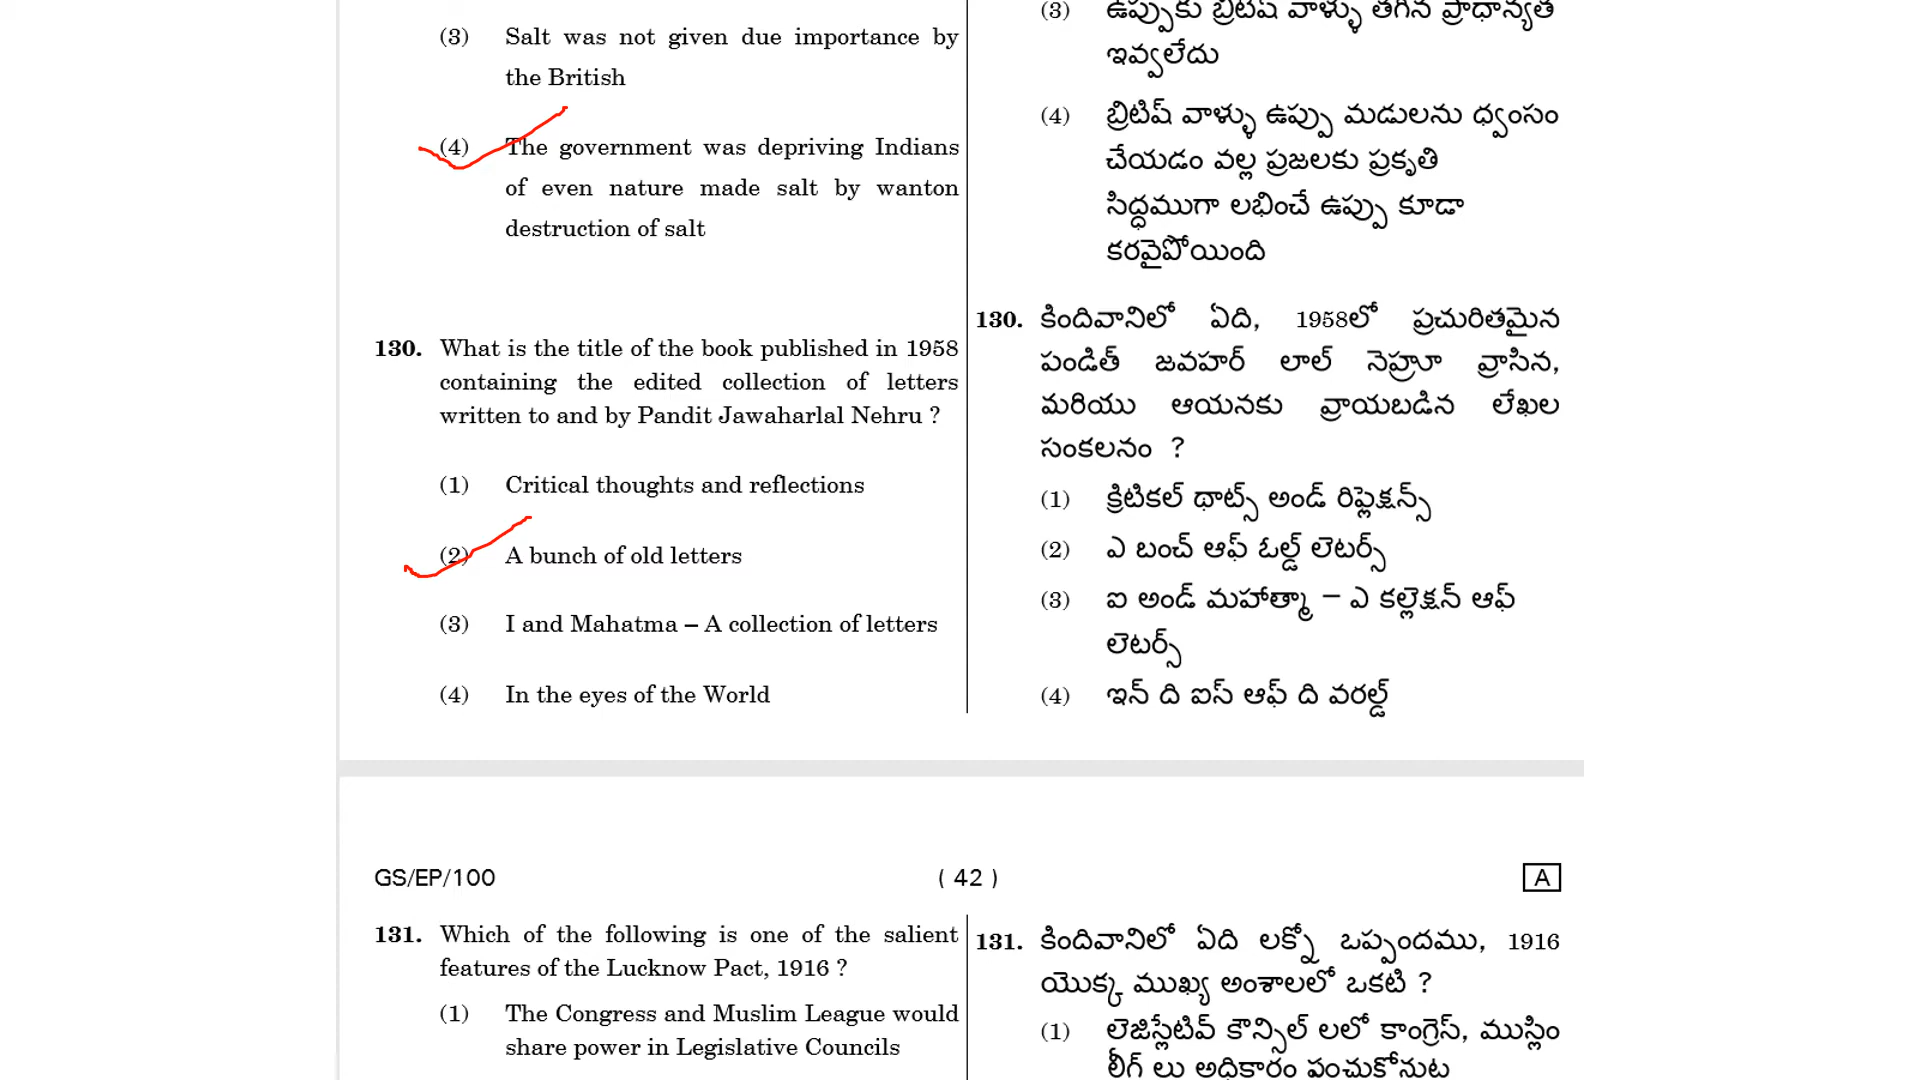 (3) Salt was not given due importance by
the British
(4) The government was depriving Indians
of even nature made salt by wanton
destruction of salt
130. What is the title of the book published in 1958
containing the edited collection of letters
written to and by Pandit Jawaharlal Nehru ?
(1) Critical thoughts and reflections
(2) A bunch of old letters
(3) I and Mahatma – A collection of letters
(4) In the eyes of the World
(3) ఉప్పుకు బ్రిటిష్ వాళ్ళు తగిన ప్రాధాన్యత
ఇవ్వలేదు
(4) బ్రిటిష్ వాళ్ళు ఉప్పు మడులను ధ్వంసం
చేయడం వల్ల ప్రజలకు ప్రకృతి
సిద్ధముగా లభించే ఉప్పు కూడా
కరవైపోయింది
130. కిందివానిలో ఏది, 1958లో ప్రచురితమైన
పండిత్ జవహర్ లాల్ నెహ్రూ వ్రాసిన,
మరియు ఆయనకు వ్రాయబడిన లేఖల
సంకలనం ?
(1) క్రిటికల్ థాట్స్ అండ్ రిఫ్లెక్షన్స్
(2) ఎ బంచ్ ఆఫ్ ఓల్డ్ లెటర్స్
(3) ఐ అండ్ మహాత్మా – ఎ కల్లెక్షన్ ఆఫ్
లెటర్స్
(4) ఇన్ ది ఐస్ ఆఫ్ ది వరల్డ్
GS/EP/100 ( 42 ) A
131. Which of the following is one of the salient
features of the Lucknow Pact, 1916 ?
(1) The Congress and Muslim League would
share power in Legislative Councils
131. కిందివానిలో ఏది లక్నో ఒప్పందము, 1916
యొక్క ముఖ్య అంశాలలో ఒకటి ?
(1) లెజిస్లేటివ్ కౌన్సిల్ లలో కాంగ్రెస్, ముస్లిం
లీగ్ లు అధికారం పంచుకోనుట